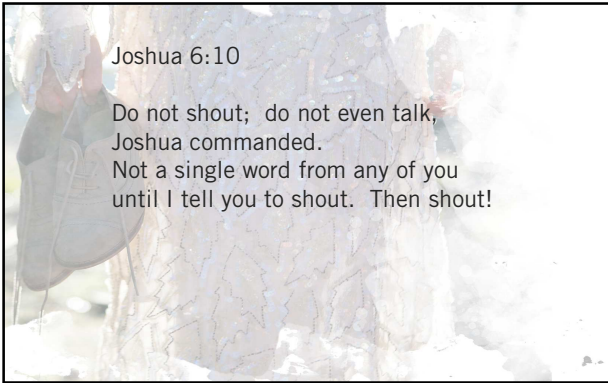 Joshua 6:10
Do not shout;  do not even talk,
Joshua commanded.
Not a single word from any of you
until I tell you to shout.  Then shout!